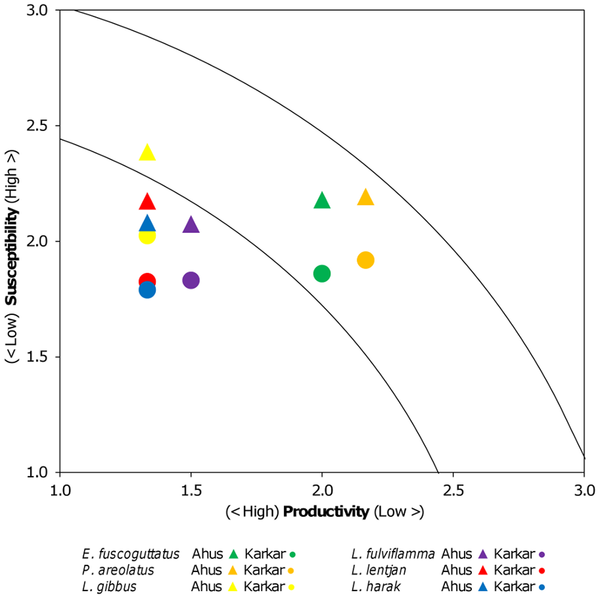 3.0
2.5
2.0
1.5
1.0
(<Low) Susceptibility (High >)
1.0 1.5 2.0 2.5 3.0
(<High) Productivity (Low >)
E. fuscoguttatus Ahus Karkar L. fulviflamma Ahus Karkar
P. areolatus Ahus Karkar L. lentjan Ahus Karkar
L. gibbus Ahus Karkar L. harak Ahus Karkar